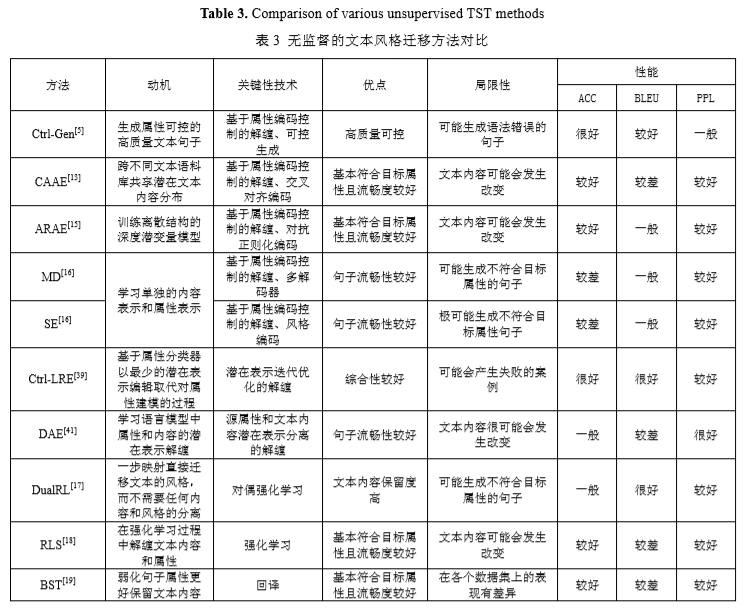 Table 3. Comparison of various unsupervised TST methods
表 3 无监督的文本风格迁移方法对比
方法 动机 关键性技术 优点 局限性 性能
ACC BLEU PPL
Ctrl-Gen[5] 生成属性可控的
高质量文本句子 基于属性编码控
制的解缠、可控
生成 高质量可控 可能生成语法错误的
句子 很好 较好 一般
CAAE[13] 跨不同文本语料
库共享潜在文本
内容分布 基于属性编码控
制的解缠、交叉
对齐编码 基本符合目标属
性且流畅度较好 文本内容可能会发生
改变 较好 较差 较好
ARAE[15] 训练离散结构的
深度潜变量模型 基于属性编码控
制的解缠、对抗
正则化编码 基本符合目标属
性且流畅度较好 文本内容可能会发生
改变 较好 一般 较好
MD[16] 学习单独的内容
表示和属性表示 基于属性编码控
制的解缠、多解
码器 句子流畅性较好 可能生成不符合目标
属性的句子 较差 一般 较好
SE[16] 基于属性编码控
制的解缠、风格
编码 句子流畅性较好 极可能生成不符合目
标属性句子 较差 一般 较好
Ctrl-LRE[39] 基于属性分类器
以最少的潜在表
示编辑取代对属
性建模的过程 潜在表示迭代优
化的解缠 综合性较好 可能会产生失败的案
例 很好 很好 较好
DAE[41] 学习语言模型中
属性和内容的潜
在表示解缠 源属性和文本内
容潜在表示分离
的解缠 句子流畅性较好 文本内容很可能会发
生改变 一般 较差 很好
DualRL[17] 一步映射直接迁
移文本的风格，
而不需要任何内
容和风格的分离 对偶强化学习 文本内容保留度
高 可能生成不符合目标
属性的句子 一般 很好 较好
RLS[18] 在强化学习过程
中解缠文本内容
和属性 强化学习 基本符合目标属
性且流畅度较好 文本内容可能会发生
改变 较好 较差 较好
BST[19] 弱化句子属性更
好保留文本内容 回译 基本符合目标属
性且流畅度较好 在各个数据集上的表
现有差异 较好 较差 较好